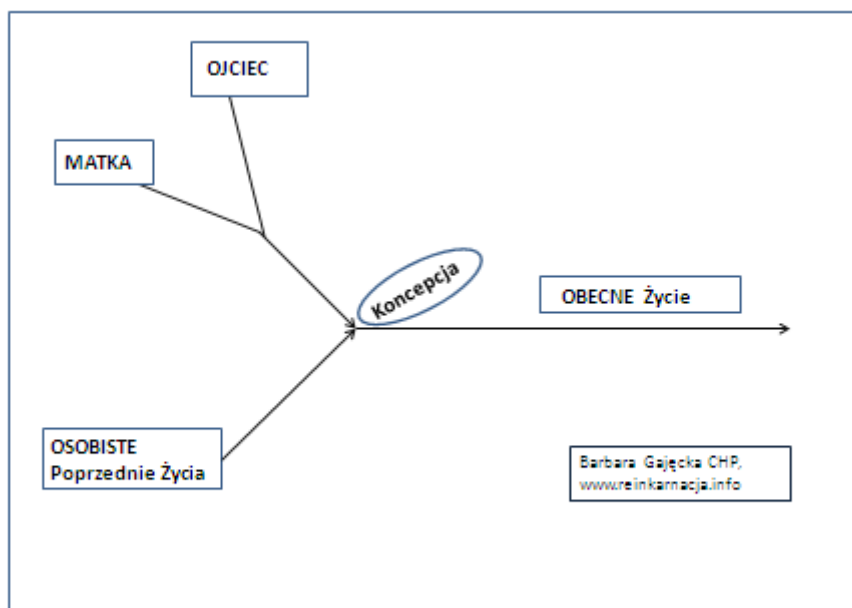 OJCIEC
MATKA
Koncepcja
OBECNE Życie
OSOBISTE
Poprzednie Życia
Barbara Gajęcka CHP,
www.reinkarnacja.info